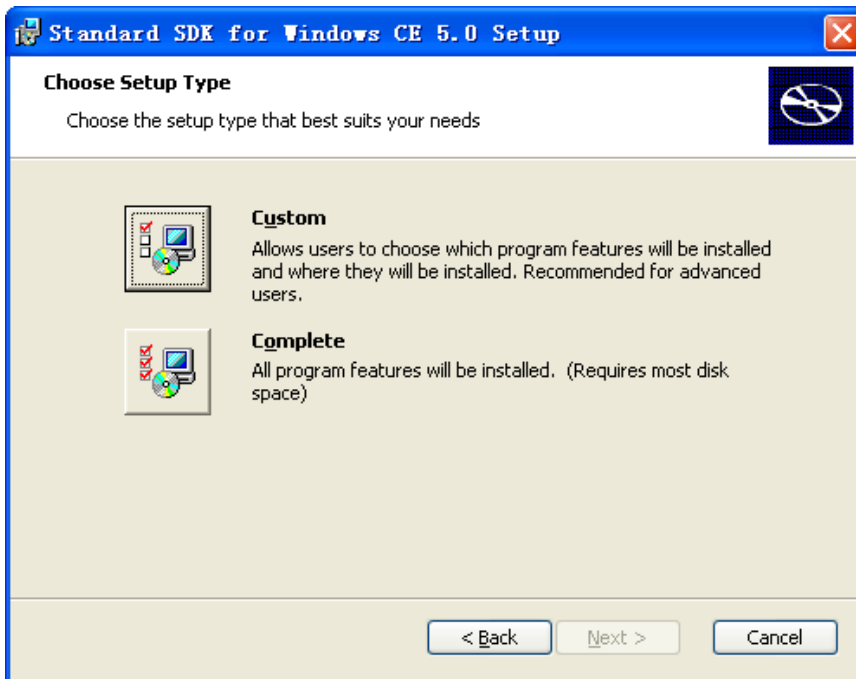 Standard SDK for Windows CE 5.0 Setup
Choose Setup Type
Choose the setup type that best suits your needs
Custom
Allows users to choose which program features will be installed
and where they will be installed. Recommended for advanced
users.
Complete
All program features will be installed. (Requires most disk
space)
< Back Next > Cancel